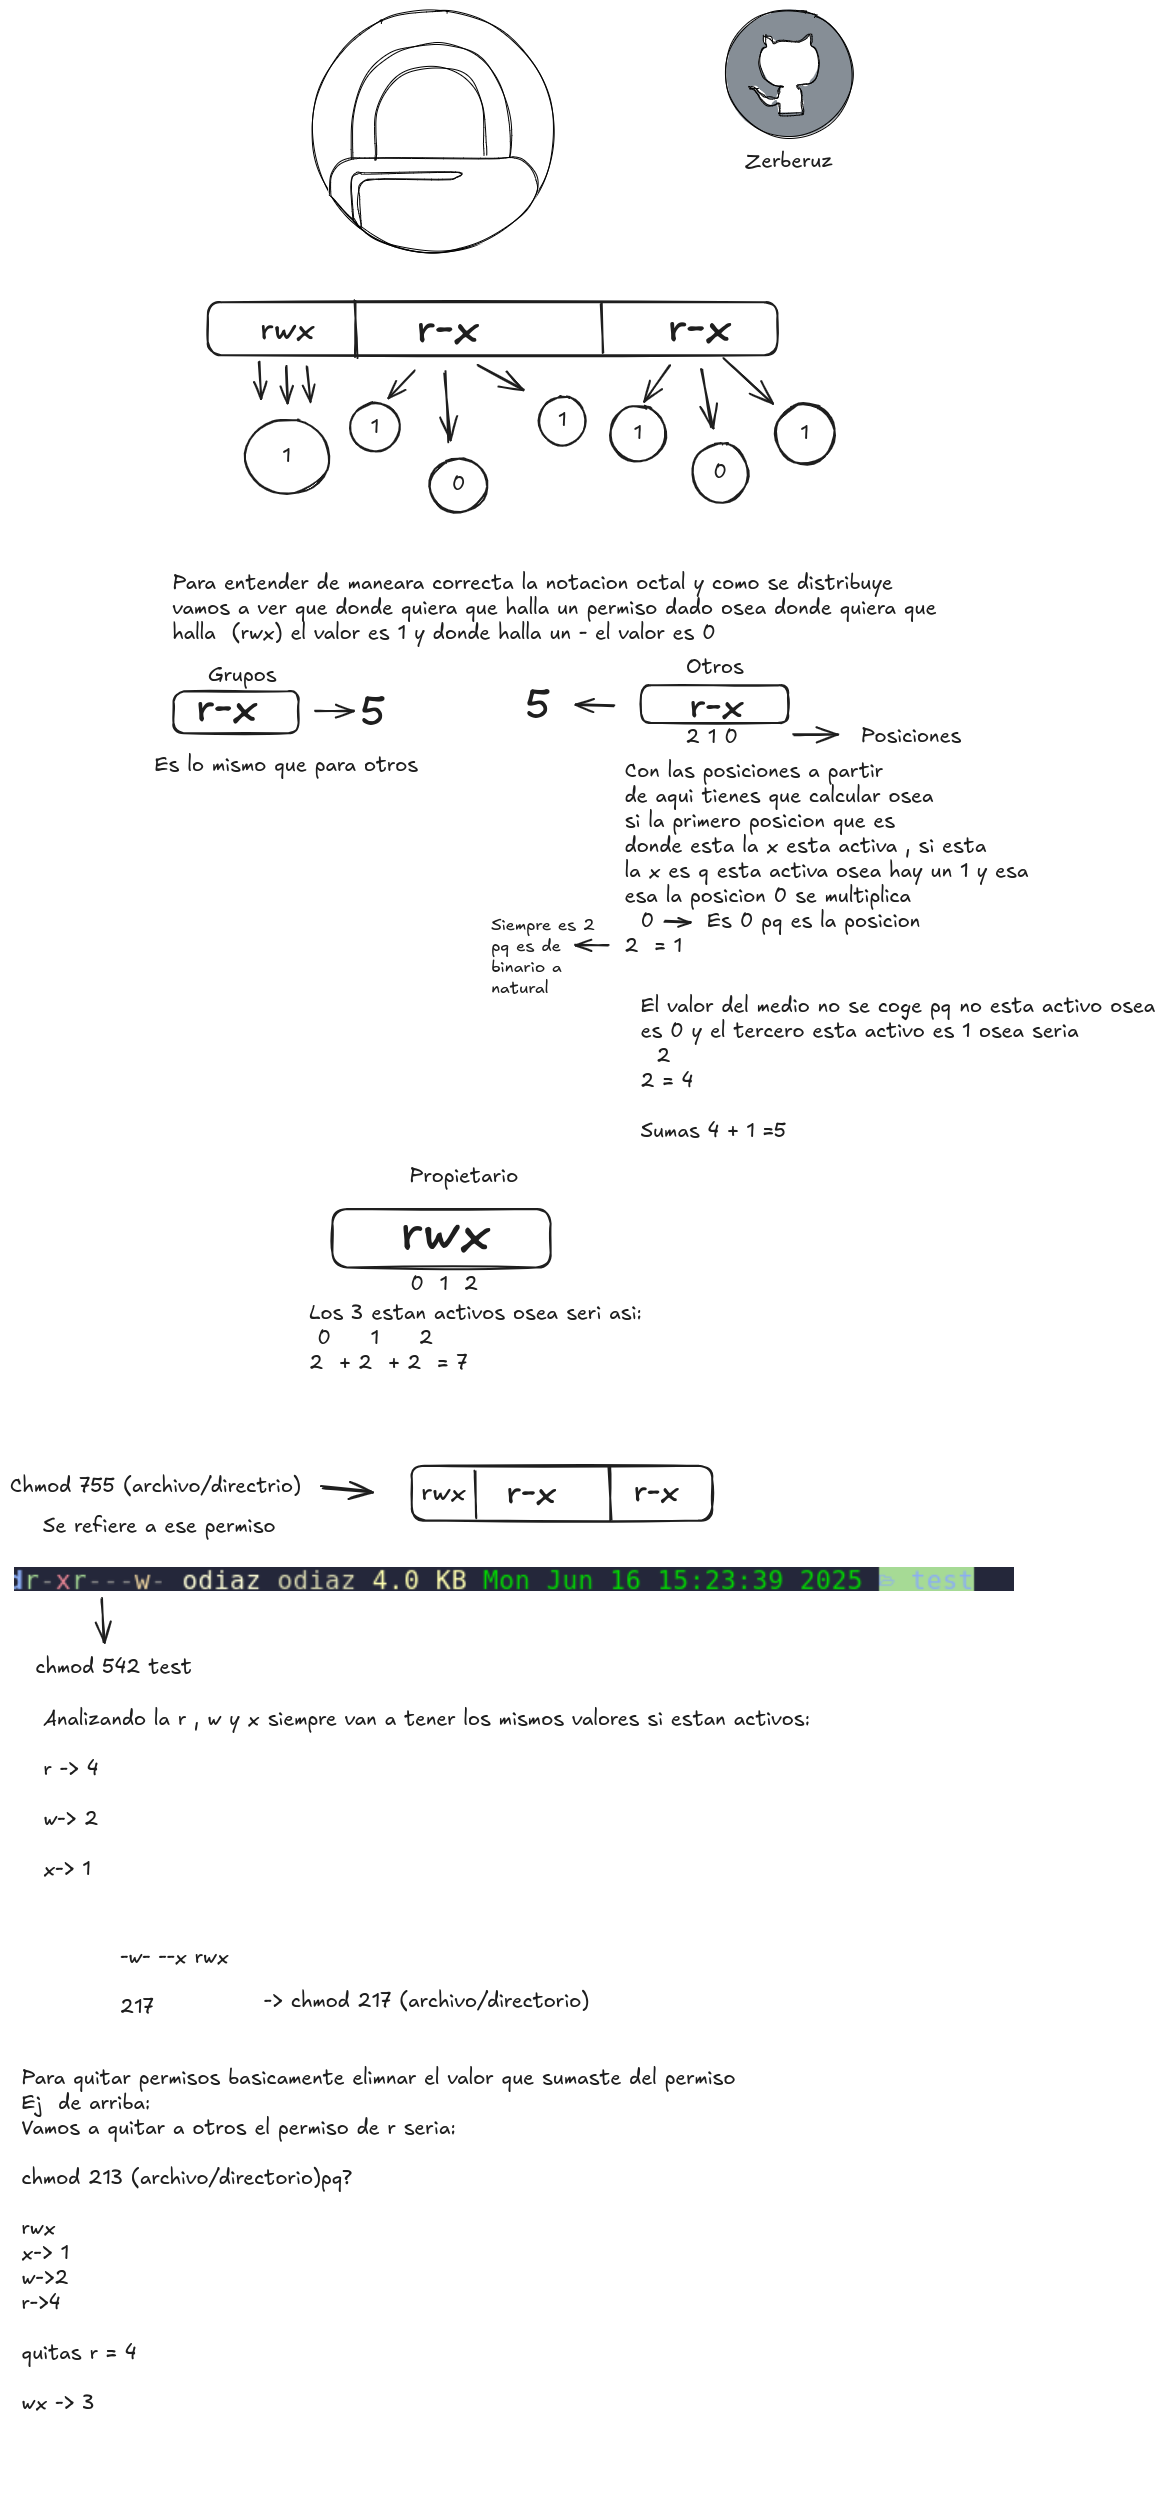 Zerberuz
rwx r-x r-x
1 1 0 1 1 0 1
Para entender de maneara correcta la notacion octal y como se distribuye
vamos a ver que donde quiera que halla un permiso dado osea donde quiera que
halla (rwx) el valor es 1 y donde halla un - el valor es 0
Grupos
r-x → 5
Es lo mismo que para otros
Otros
5 ← r-x
2 1 0 → Posiciones
Con las posiciones a partir
de aqui tienes que calcular osea
si la primero posicion que es
donde esta la x esta activa , si esta
la x es q esta activa osea hay un 1 y esa
esa la posicion 0 se multiplica
0 → Es 0 pq es la posicion
2 = 1
Siempre es 2
pq es de
binario a
natural
El valor del medio no se coge pq no esta activo osea
es 0 y el tercero esta activo es 1 osea seria
2
2 = 4
Sumas 4 + 1 =5
Propietario
rwx
0 1 2
Los 3 estan activos osea seri asi:
0 1 2
2 + 2 + 2 = 7
Chmod 755 (archivo/directrio) → rwx r-x r-x
Se refiere a ese permiso
dr-xr---w- odiaz odiaz 4.0 KB Mon Jun 16 15:23:39 2025 test
chmod 542 test
Analizando la r , w y x siempre van a tener los mismos valores si estan activos:
r -> 4
w-> 2
x-> 1
-w- --x rwx
217 -> chmod 217 (archivo/directorio)
Para quitar permisos basicamente elimnar el valor que sumaste del permiso
Ej de arriba:
Vamos a quitar a otros el permiso de r seria:
chmod 213 (archivo/directorio)pq?
rwx
x-> 1
w->2
r->4
quitas r = 4
wx -> 3